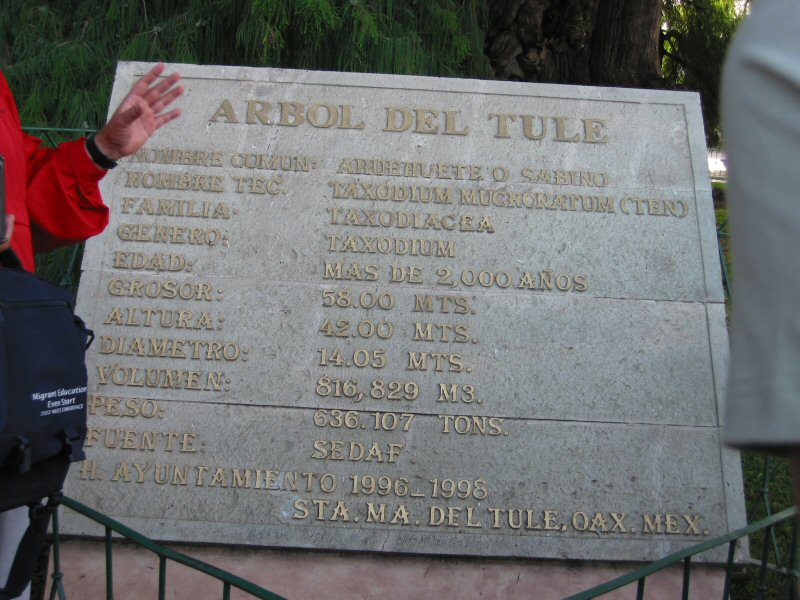 ARBOL DEL TULE
NOMBRE COMUN: AHUEHUETE O SABINO
NOMBRE TEC. TAXODIUM MUCRONATUM (TEN)
FAMILIA: TAXODIACEA
GENERO: TAXODIUM
EDAD: MAS DE 2,000 AÑOS
GROSOR: 58.00 MTS.
ALTURA: 42.00 MTS.
DIAMETRO: 14.05 MTS.
VOLUMEN: 816,829 M3.
PESO: 636.107 TONS.
FUENTE: SEDAF
H. AYUNTAMIENTO 1996-1998
STA. MA. DEL TULE, OAX. MEX.
Migrant Education
Even Start
2002 MEES CONFERENCE